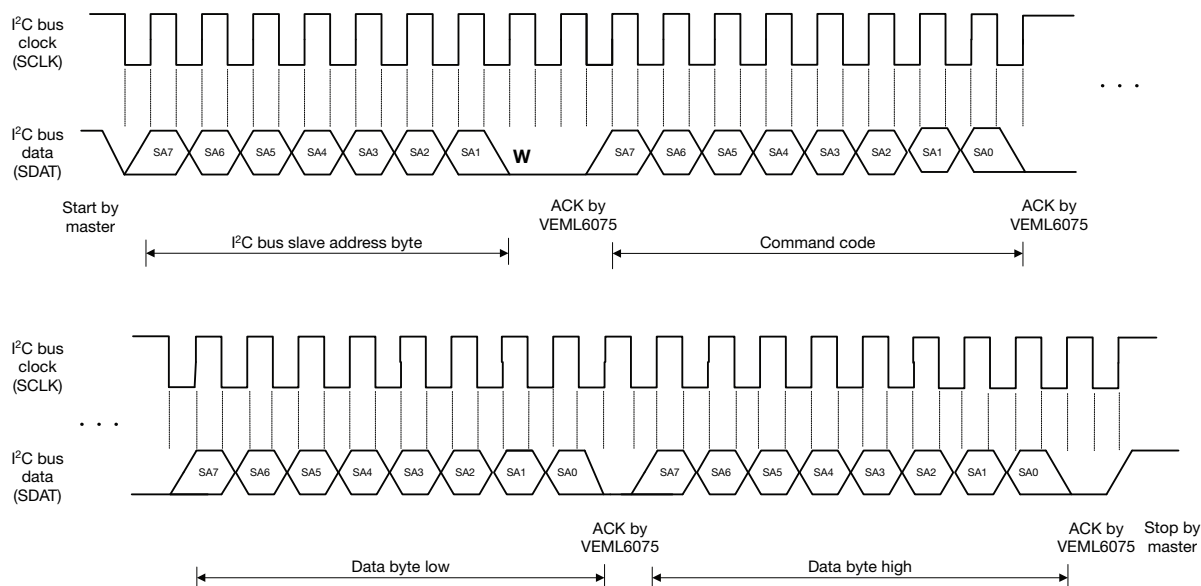 I²C bus
clock
(SCLK)
. . .
I²C bus
data
(SDAT)
SA7 SA6 SA5 SA4 SA3 SA2 SA1 W SA7 SA6 SA5 SA4 SA3 SA2 SA1 SA0
Start by
master
ACK by
VEML6075
ACK by
VEML6075
I²C bus slave address byte
Command code
I²C bus
clock
(SCLK)
. . .
I²C bus
data
(SDAT)
SA7 SA6 SA5 SA4 SA3 SA2 SA1 SA0 SA7 SA6 SA5 SA4 SA3 SA2 SA1 SA0
ACK by
VEML6075
ACK by
VEML6075
Stop by
master
Data byte low
Data byte high